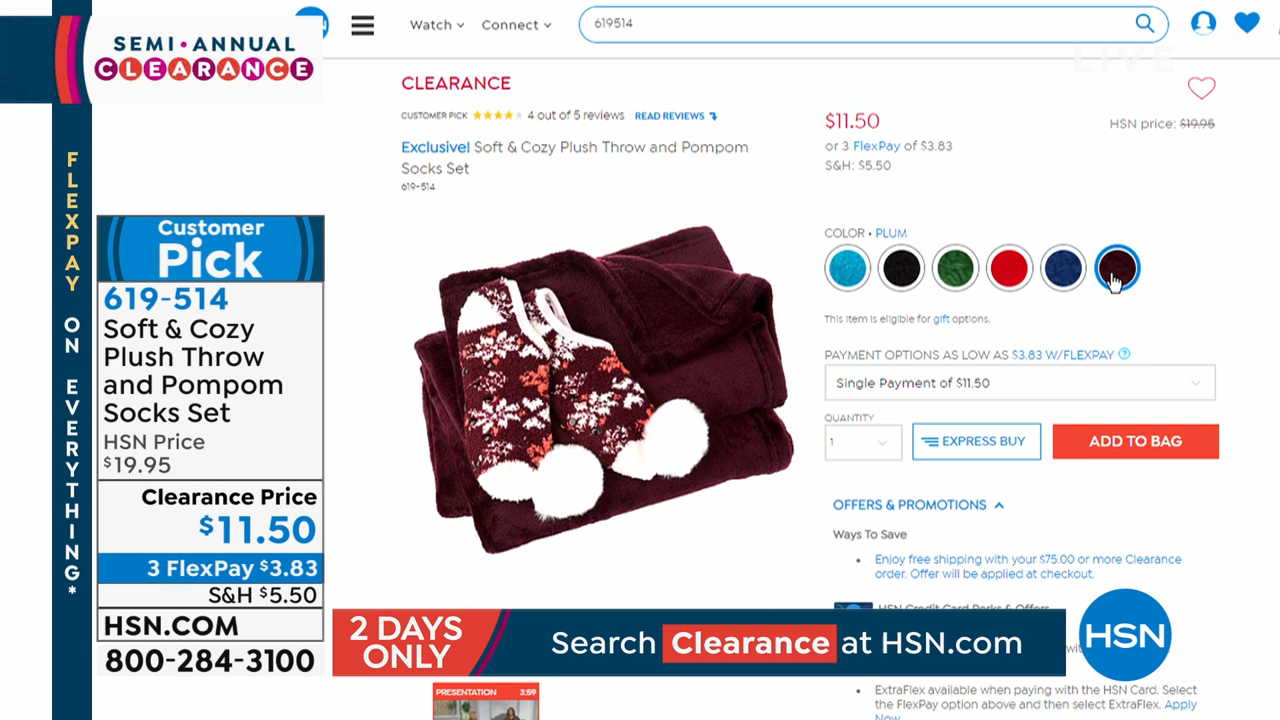 SEMI•ANNUAL
CLEARANCE
FLEXPAY ON EVERYTHING*
Customer
Pick
619-514
Soft & Cozy
Plush Throw
and Pompom
Socks Set
HSN Price
$19.95
Clearance Price
$11.50
3 FlexPay $3.83
S&H $5.50
HSN.COM
800-284-3100
Watch
Connect
619514
LIVE
CLEARANCE
CUSTOMER PICK 4 out of 5 reviews READ REVIEWS
Exclusive! Soft & Cozy Plush Throw and Pompom
Socks Set
619-514
$11.50
HSN price: $19.95
or 3 FlexPay of $3.83
S&H: $5.50
COLOR • PLUM
This item is eligible for gift options.
PAYMENT OPTIONS AS LOW AS $3.83 W/FLEXPAY ?
Single Payment of $11.50
QUANTITY
1
EXPRESS BUY
ADD TO BAG
OFFERS & PROMOTIONS
Ways To Save
• Enjoy free shipping with your $75.00 or more Clearance
order. Offer will be applied at checkout.
HSN Credit Card Perks & Offers
2 DAYS
ONLY
Search Clearance at HSN.com
HSN
PRESENTATION 3:59
• ExtraFlex available when paying with the HSN Card. Select
the FlexPay option above and then select ExtraFlex. Apply
Now